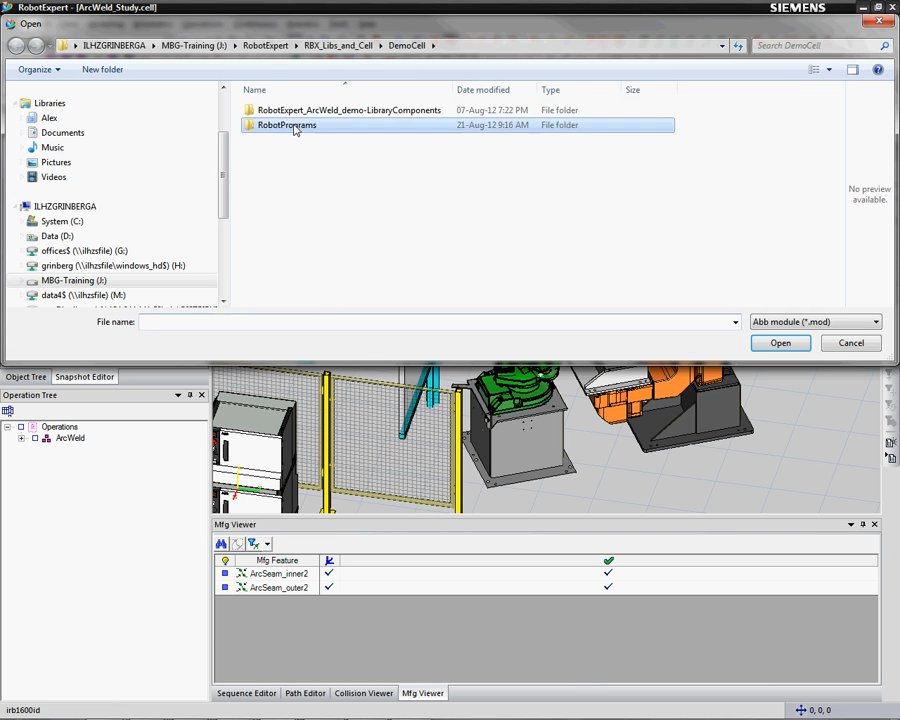 RobotExpert - [ArcWeld_Study.cell]
SIEMENS
Open
ILHZGRINBERGA
MBG-Training (J:)
RobotExpert
RBX_Libs_and_Cell
DemoCell
Search DemoCell
Organize
New folder
Name
Date modified
Type
Size
Libraries
Alex
Documents
Music
Pictures
Videos
ILHZGRINBERGA
System (C:)
Data (D:)
offices$ (\\ilhzsfile) (G:)
grinberg (\\ilhzsfile\windows_hd$) (H:)
MBG-Training (J:)
data4$ (\\ilhzsfile) (M:)
RobotExpert_ArcWeld_demo-LibraryComponents
07-Aug-12 7:22 PM
File folder
RobotPrograms
21-Aug-12 9:16 AM
File folder
No preview
available.
File name:
Abb module (*.mod)
Open
Cancel
Object Tree
Snapshot Editor
Operation Tree
Operations
ArcWeld
Mfg Viewer
Mfg Feature
ArcSeam_inner2
ArcSeam_outer2
Sequence Editor
Path Editor
Collision Viewer
Mfg Viewer
irb1600id
0, 0, 0